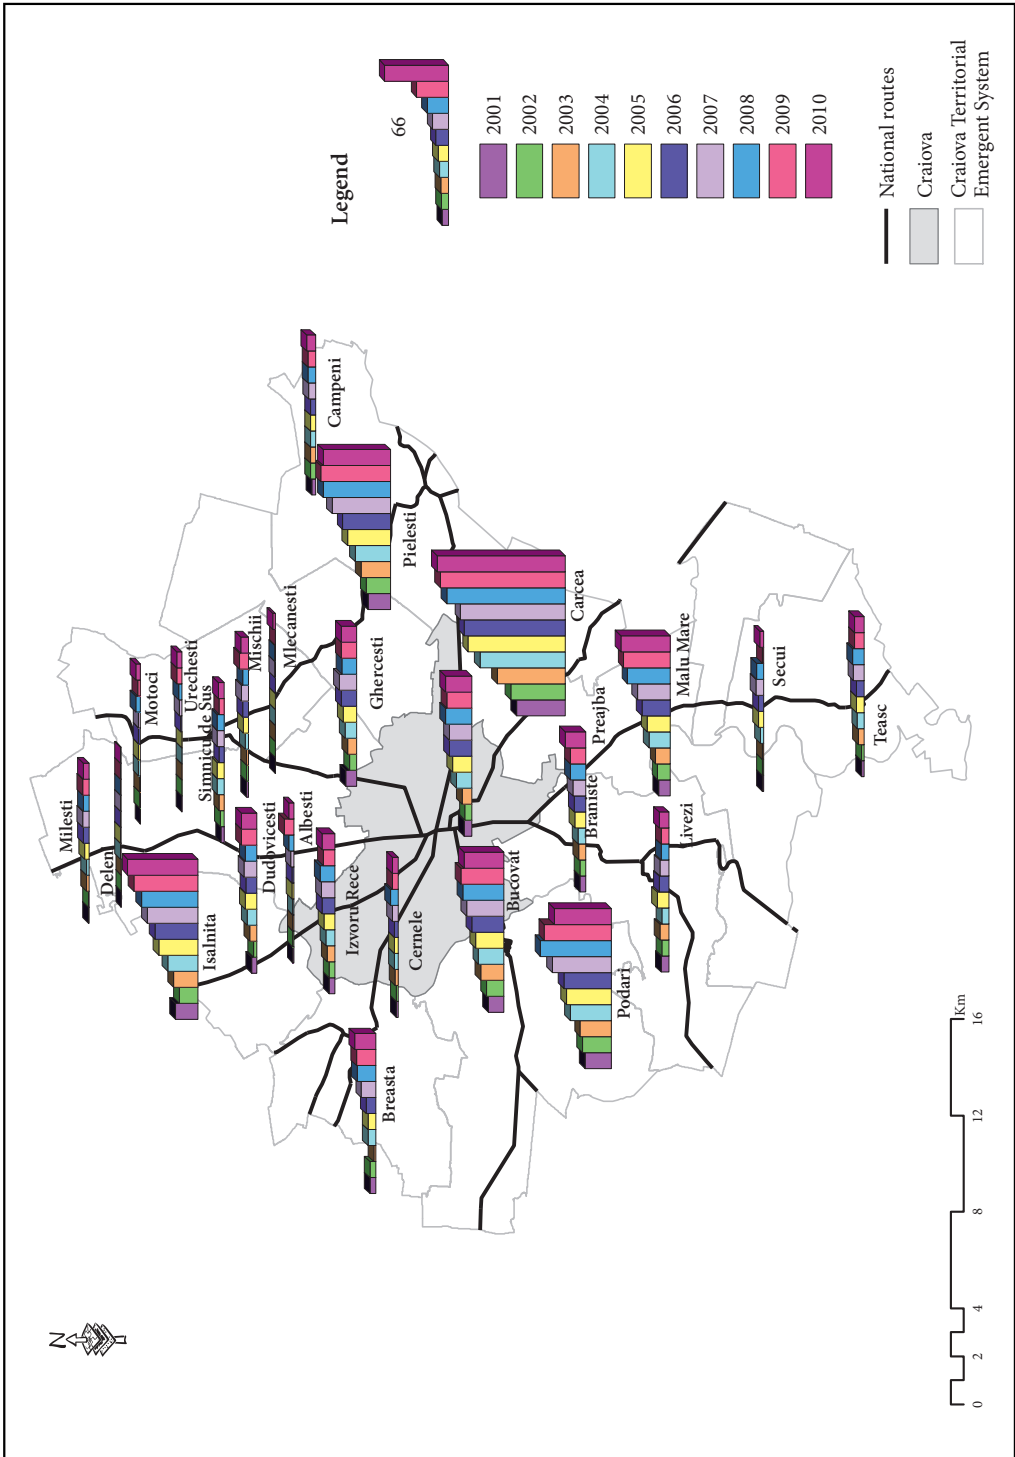 Legend
66
2001
2002
2003
2004
2005
2006
2007
2008
2009
2010
National routes
Craiova
Craiova Territorial
Emergent System
Campeni
Pielesti
Carcea
Mlecanesti
Mischii
Urechesti
Motoci
Simnicu de Sus
Ghercesti
Milesti
Deleni
Albesti
Dudovicesti
Isalnita
Izvoru Rece
Cernele
Bucovăt
Breasta
Preajba
Braniste
Malu Mare
Secui
Teasc
Livezi
Podari
N
0
2
4
8
12
16
Km